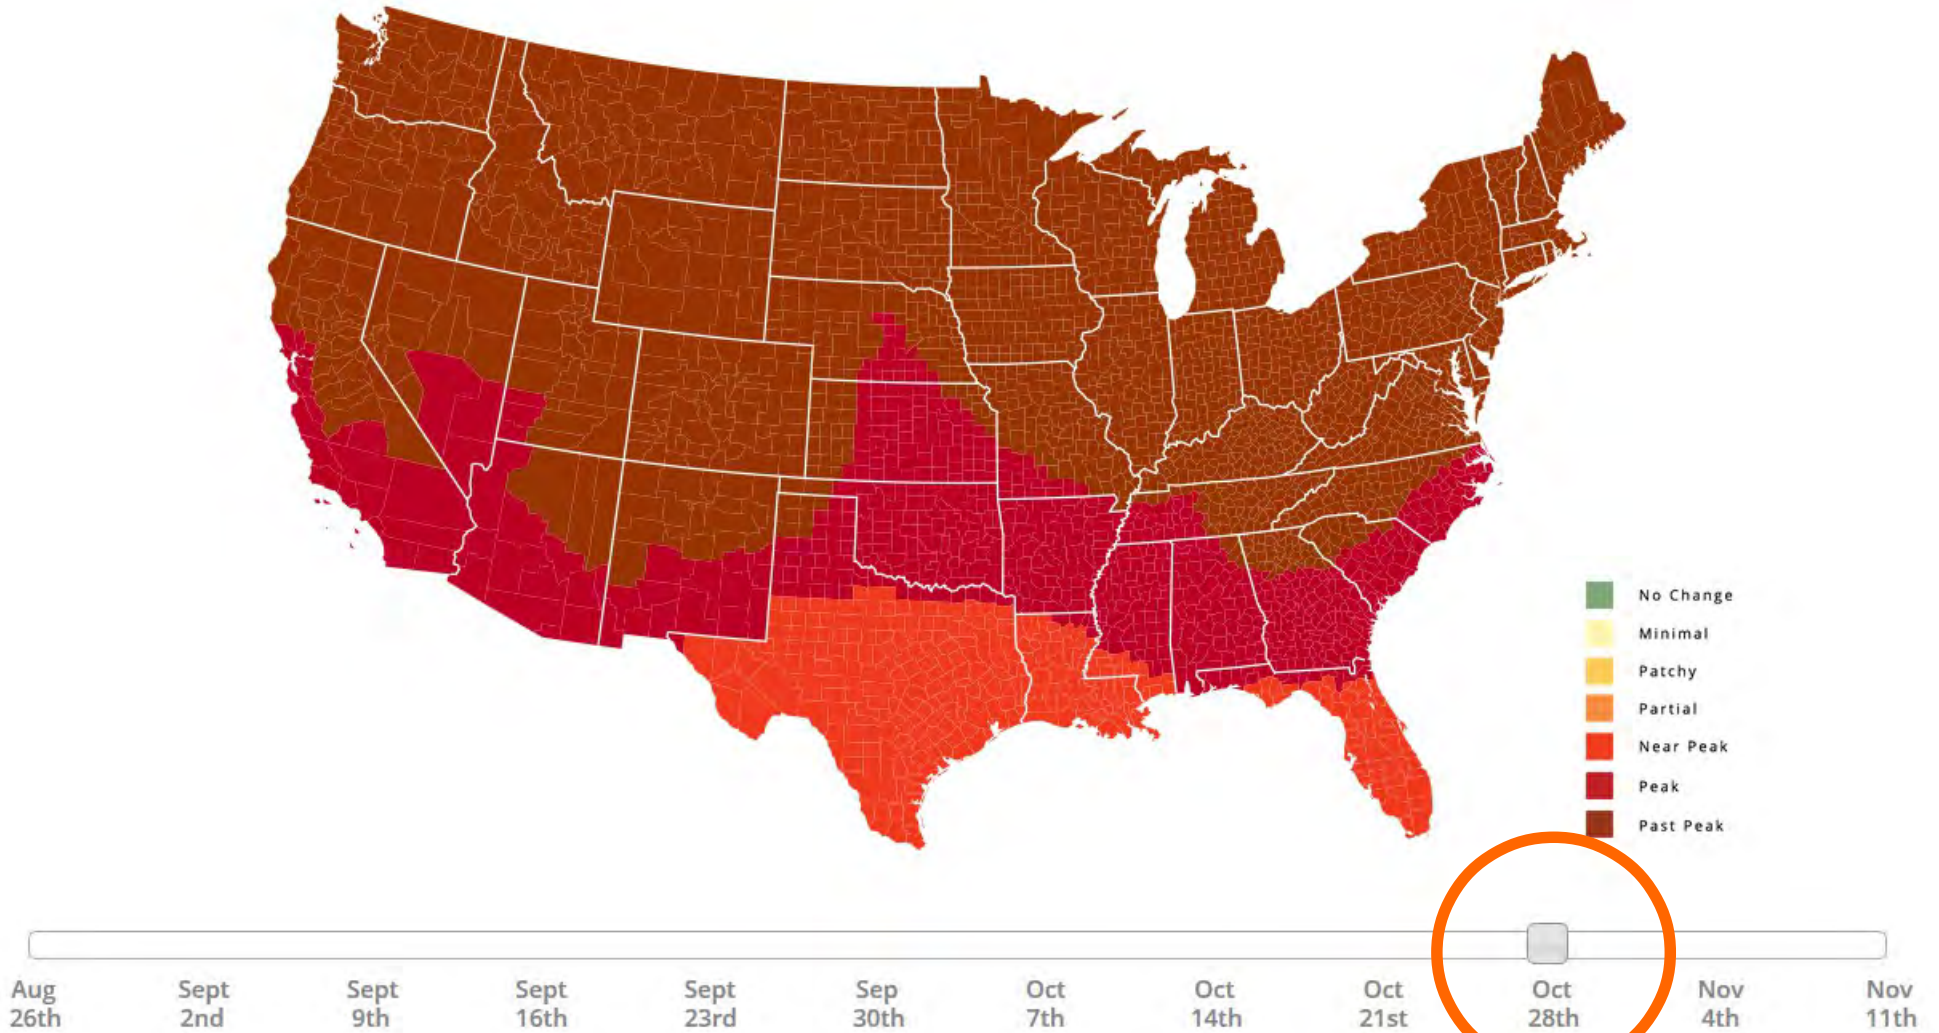 No Change
Minimal
Patchy
Partial
Near Peak
Peak
Past Peak
Aug Sept Sept Sept Sept Sep Oct Oct Oct Oct Nov Nov
26th 2nd 9th 16th 23rd 30th 7th 14th 21st 28th 4th 11th